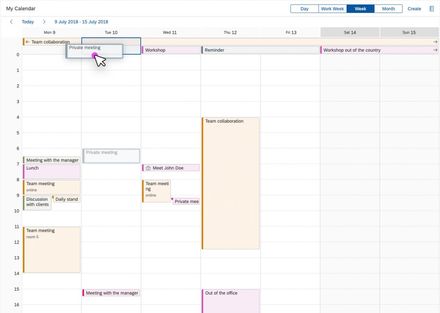 My Calendar
Day
Work Week
Week
Month
Create
Today
9 July 2018 - 15 July 2018
Mon 9
Tue 10
Wed 11
Thu 12
Fri 13
Sat 14
Sun 15
Team collaboration
Private meeting
Workshop
Reminder
Workshop out of the country
0
1
2
3
4
Team collaboration
5
6
Private meeting
Meeting with the manager
7
Lunch
Meet John Doe
8
Team meeting
online
Team meeti
ng
online
9
Discussion
with clients
Daily stand
Private mee
10
11
Team meeting
room 5
12
13
14
15
Meeting with the manager
Out of the office
16